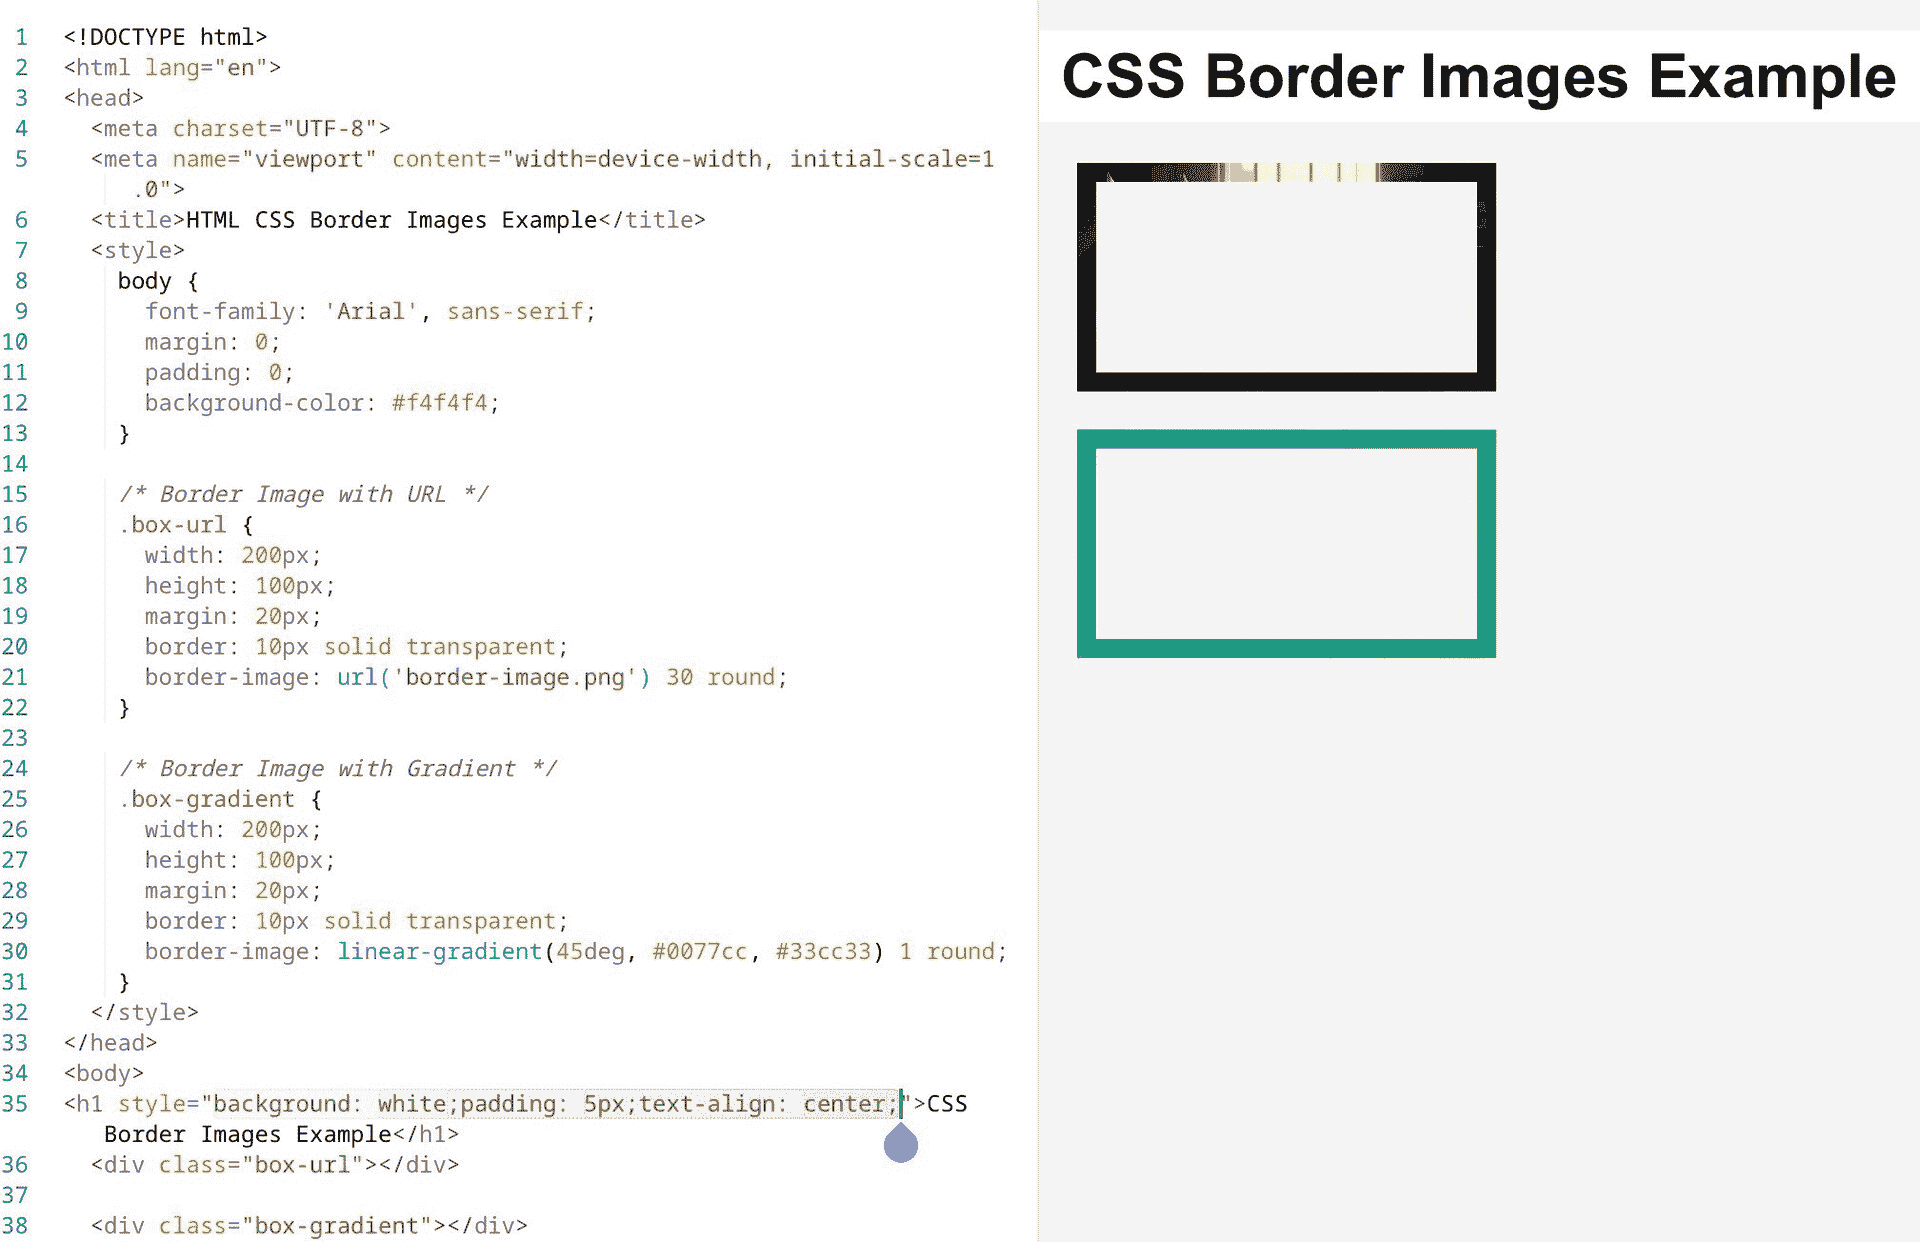 1 <!DOCTYPE html>
2 <html lang="en">
3 <head>
4 <meta charset="UTF-8">
5 <meta name="viewport" content="width=device-width, initial-scale=1
.0">
6 <title>HTML CSS Border Images Example</title>
7 <style>
8 body {
9 font-family: 'Arial', sans-serif;
10 margin: 0;
11 padding: 0;
12 background-color: #f4f4f4;
13 }
14
15 /* Border Image with URL */
16 .box-url {
17 width: 200px;
18 height: 100px;
19 margin: 20px;
20 border: 10px solid transparent;
21 border-image: url('border-image.png') 30 round;
22 }
23
24 /* Border Image with Gradient */
25 .box-gradient {
26 width: 200px;
27 height: 100px;
28 margin: 20px;
29 border: 10px solid transparent;
30 border-image: linear-gradient(45deg, #0077cc, #33cc33) 1 round;
31 }
32 </style>
33 </head>
34 <body>
35 <h1 style="background: white;padding: 5px;text-align: center;">CSS
Border Images Example</h1>
36 <div class="box-url"></div>
37
38 <div class="box-gradient"></div>
CSS Border Images Example